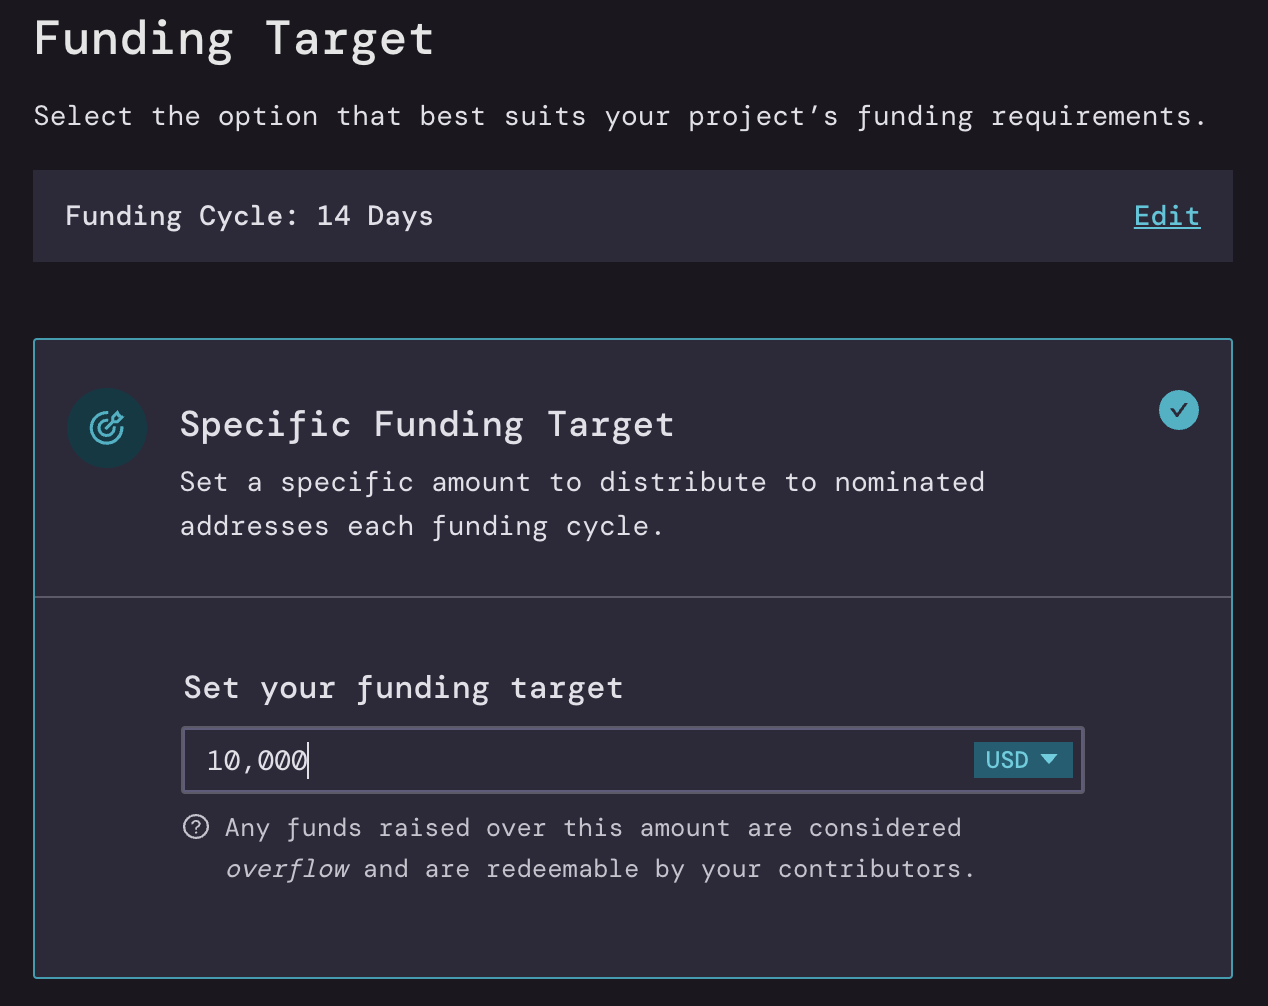 Funding Target
Select the option that best suits your project’s funding requirements.
Funding Cycle: 14 Days
Edit
Specific Funding Target
Set a specific amount to distribute to nominated
addresses each funding cycle.
Set your funding target
10,000
USD
Any funds raised over this amount are considered
overflow and are redeemable by your contributors.